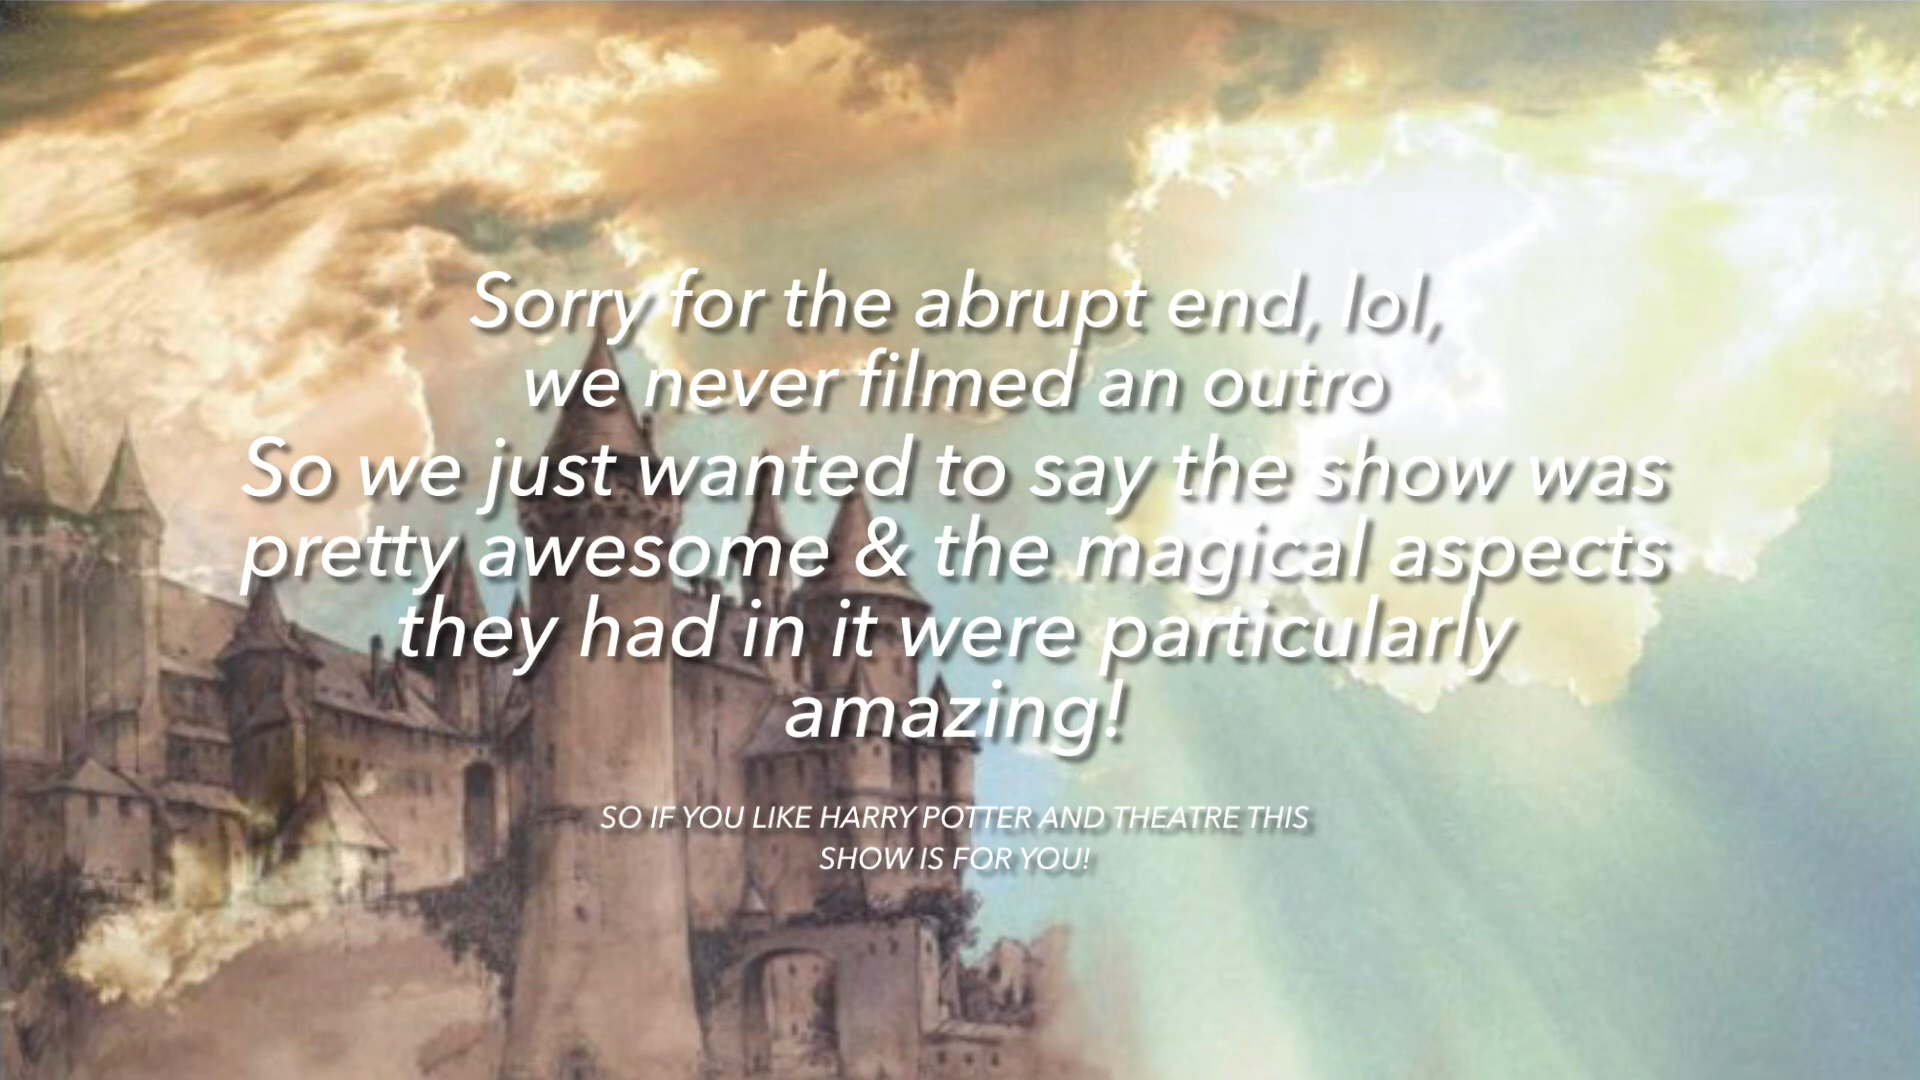 Sorry for the abrupt end, lol,
we never filmed an outro
So we just wanted to say the show was
pretty awesome & the magical aspects
they had in it were particularly
amazing!
SO IF YOU LIKE HARRY POTTER AND THEATRE THIS
SHOW IS FOR YOU!